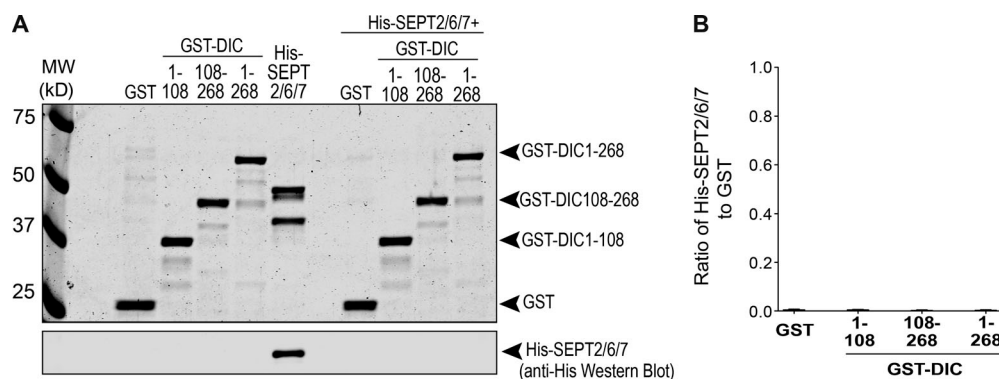 A
His-SEPT2/6/7+
GST-DIC
His-
SEPT
2/6/7
GST-DIC
MW
(kD)
GST
1-
108
108-
268
1-
268
GST
1-
108
108-
268
1-
268
75
50
37
25
GST-DIC1-268
GST-DIC108-268
GST-DIC1-108
GST
His-SEPT2/6/7
(anti-His Western Blot)
B
Ratio of His-SEPT2/6/7
to GST
1.0
0.8
0.6
0.4
0.2
0.0
GST
1-
108
108-
268
1-
268
GST-DIC